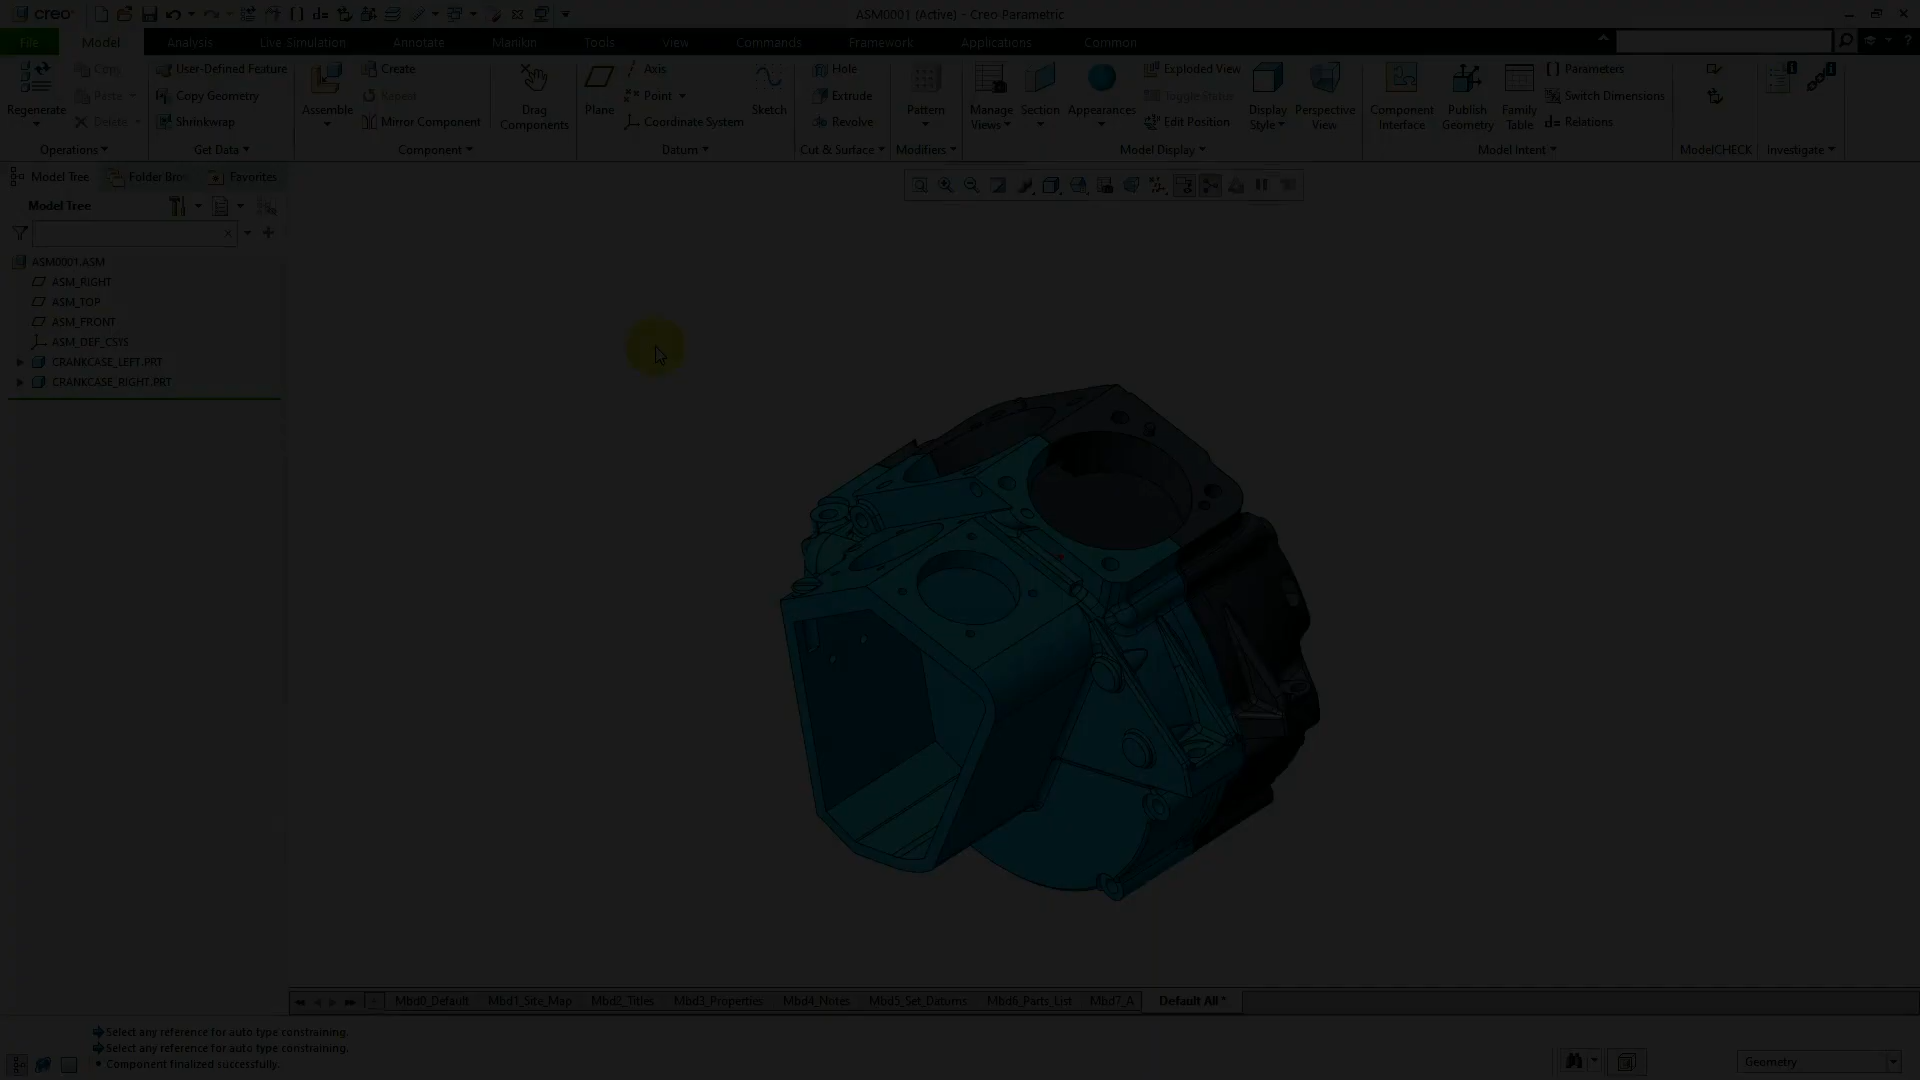 creo
ASM0001 (Active) - Creo Parametric
File Model Analysis Live Simulation Annotate Manikin Tools View Commands Framework Applications Common
Regenerate
Copy
Paste
Delete
Operations
User-Defined Feature
Copy Geometry
Shrinkwrap
Get Data
Assemble
Create
Repeat
Mirror Component
Component
Drag Components
Plane
Axis
Point
Coordinate System
Sketch
Datum
Hole
Extrude
Revolve
Cut & Surface
Pattern
Modifiers
Manage Views
Section
Appearances
Exploded View
Toggle Status
Edit Position
Display Style
Perspective View
Model Display
Component Interface
Publish Geometry
Family Table
Parameters
Switch Dimensions
d= Relations
Model Intent
ModelCHECK
Investigate
Model Tree Folder Bro Favorites
Model Tree
ASM0001.ASM
ASM_RIGHT
ASM_TOP
ASM_FRONT
ASM_DEF_CSYS
CRANKCASE_LEFT.PRT
CRANKCASE_RIGHT.PRT
Mbd0_Default Mbd1_Site_Map Mbd2_Titles Mbd3_Properties Mbd4_Notes Mbd5_Set_Datums Mbd6_Parts_List Mbd7_A Default All *
Select any reference for auto type constraining.
Select any reference for auto type constraining.
• Component finalized successfully.
Geometry